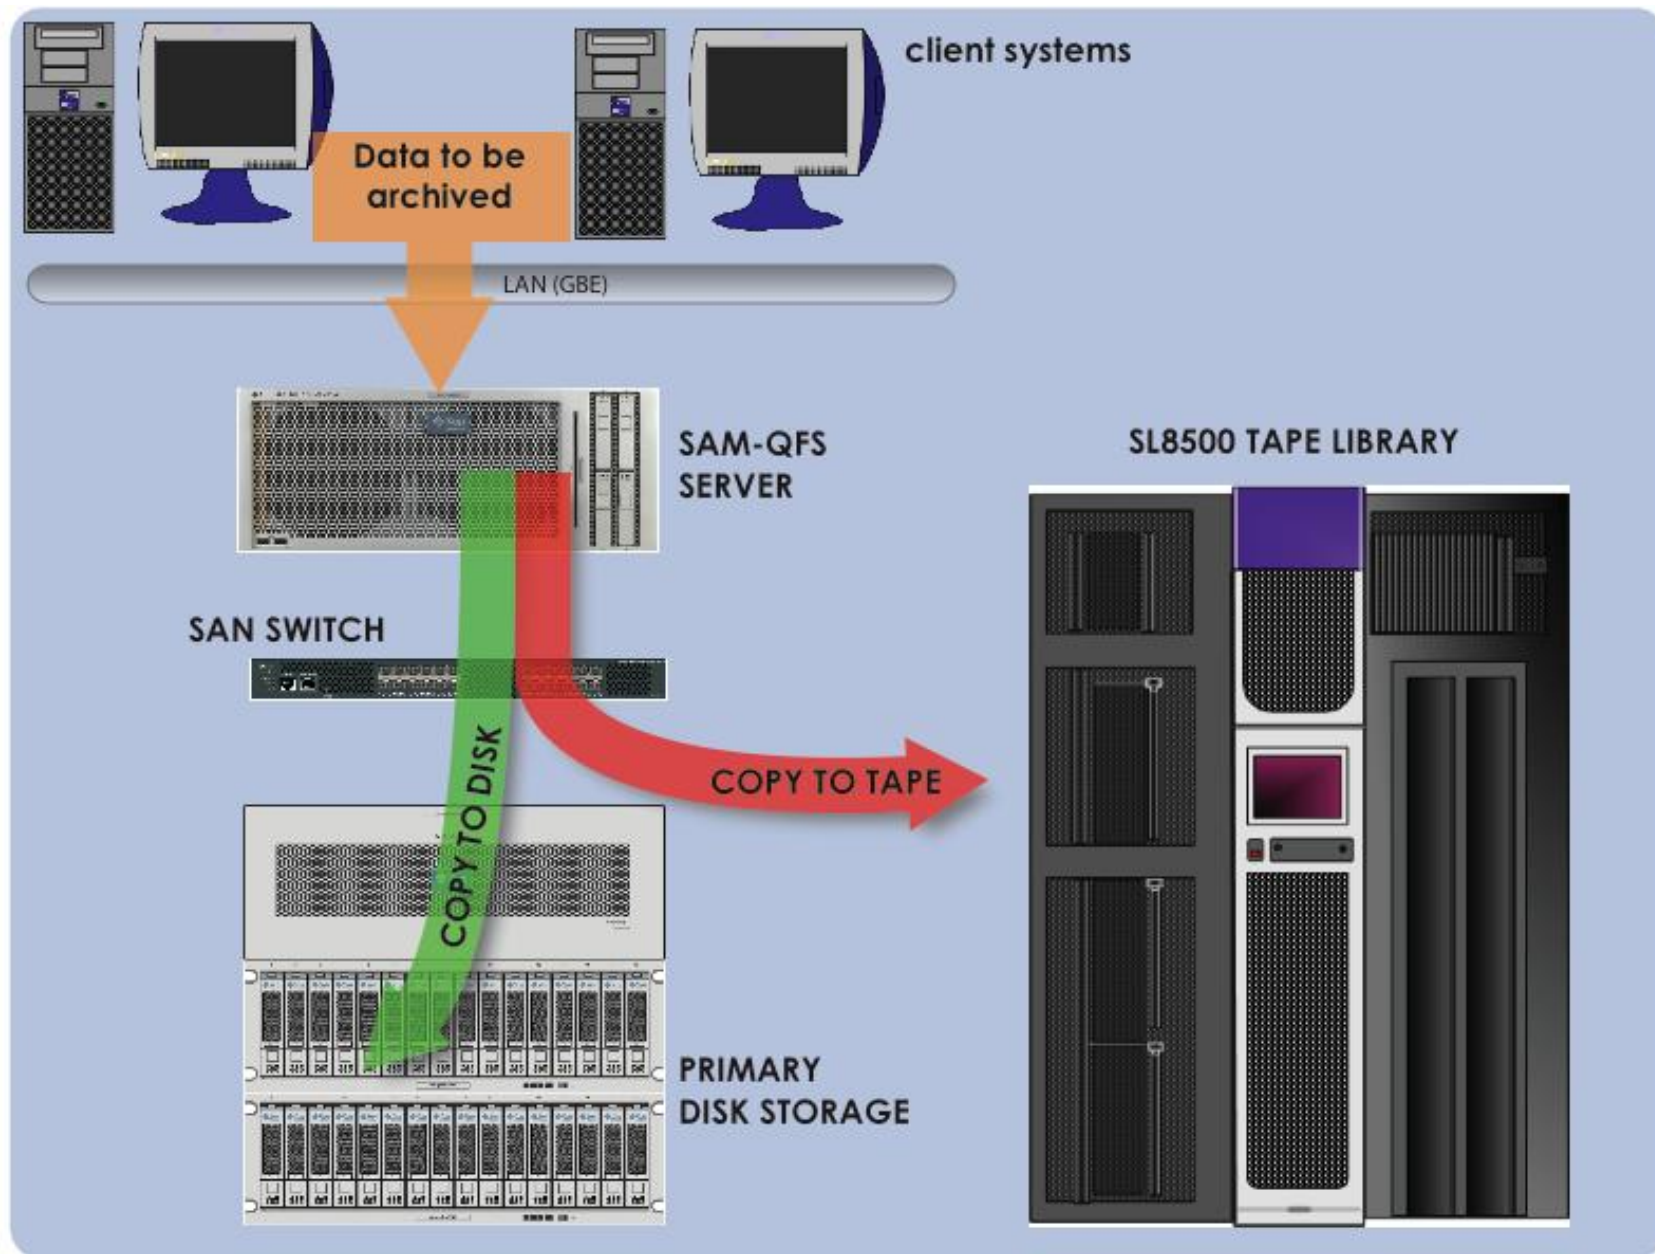 client systems
Data to be
archived
LAN (GBE)
SAM-QFS
SERVER
SL8500 TAPE LIBRARY
SAN SWITCH
COPY TO DISK
COPY TO TAPE
PRIMARY
DISK STORAGE